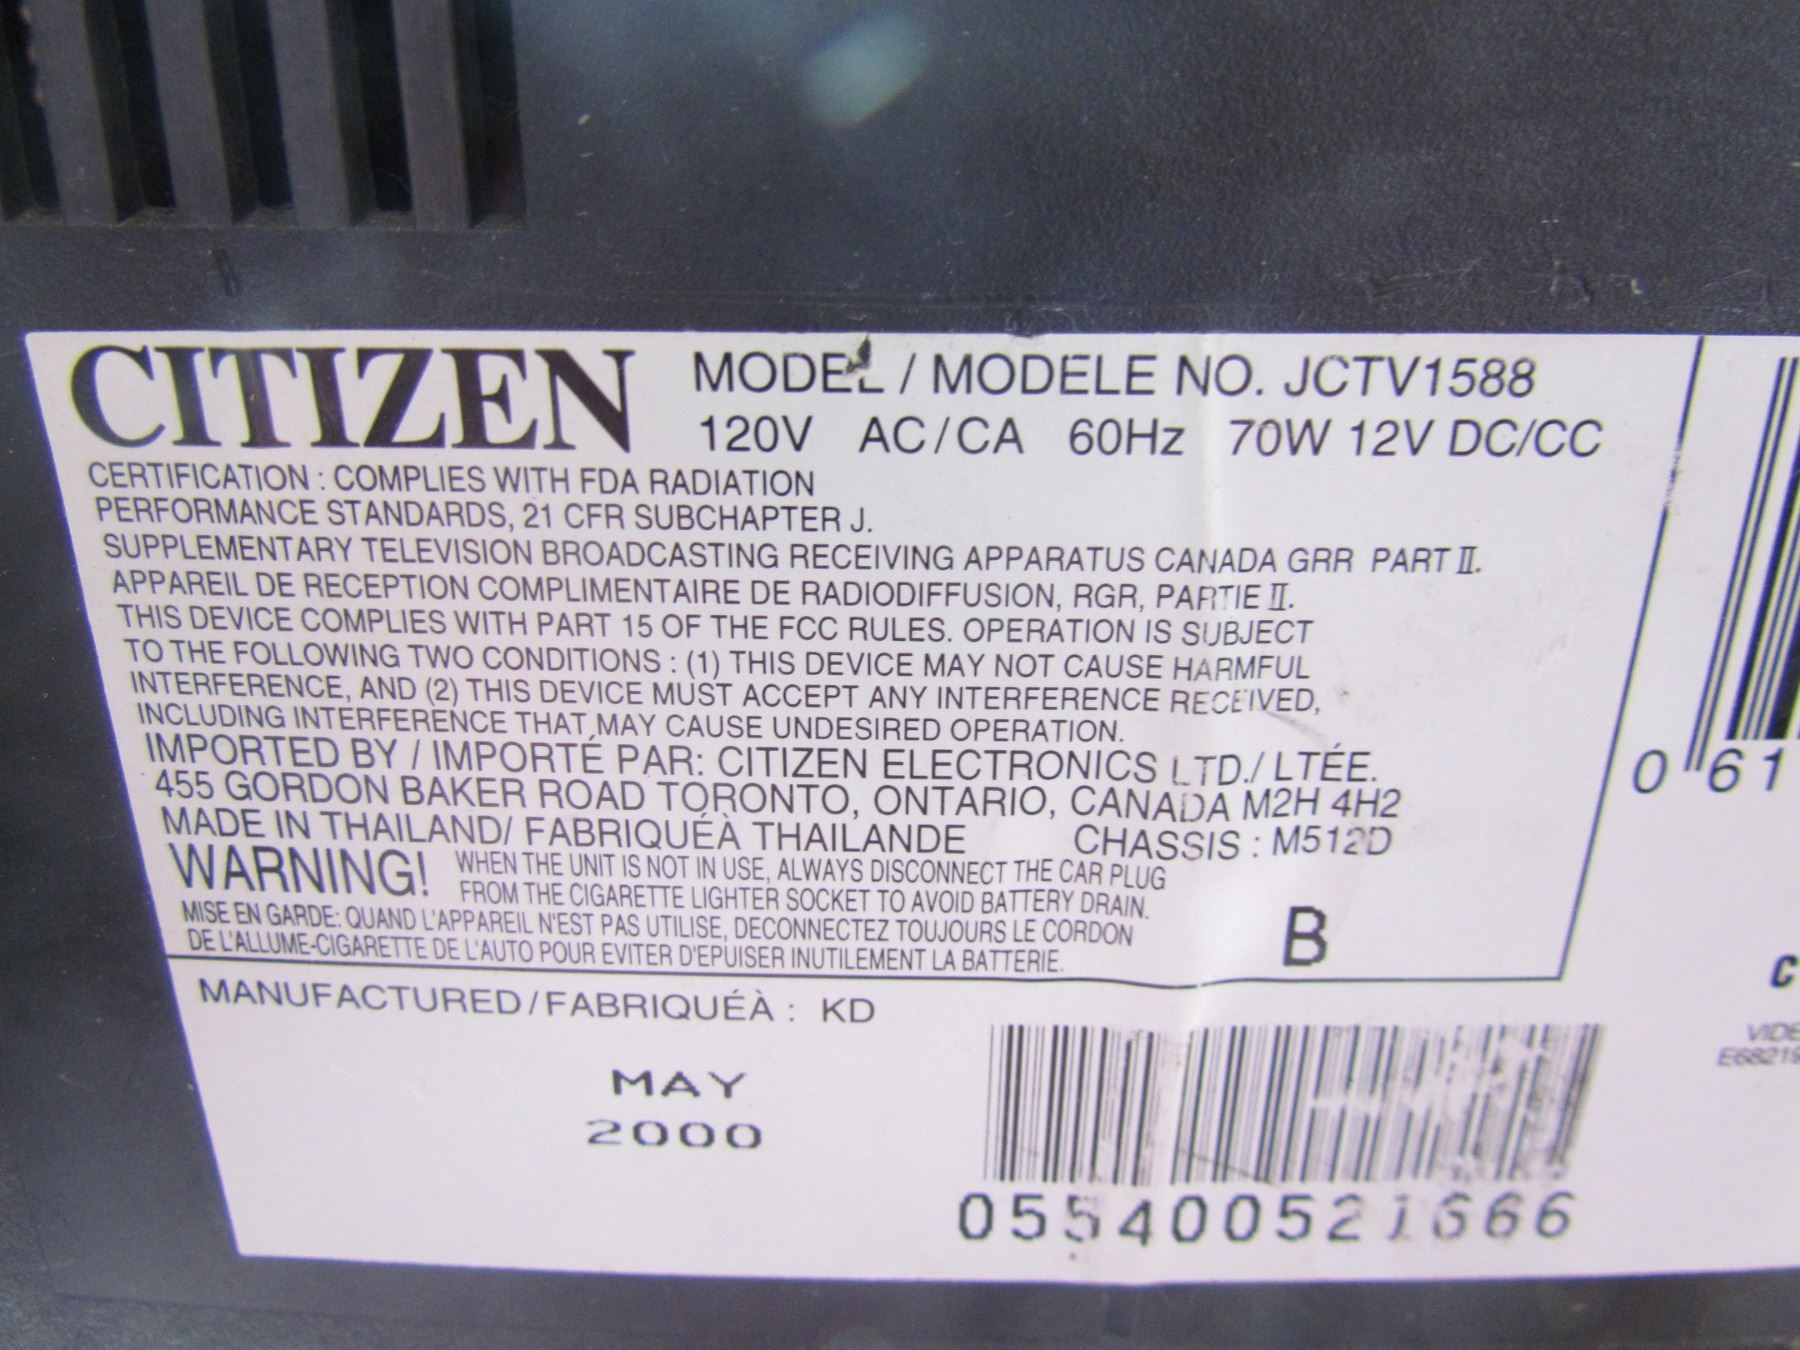 CITIZEN MODEL / MODELE NO. JCTV1588
120V AC/CA 60Hz 70W 12V DC/CC
CERTIFICATION : COMPLIES WITH FDA RADIATION
PERFORMANCE STANDARDS, 21 CFR SUBCHAPTER J.
SUPPLEMENTARY TELEVISION BROADCASTING RECEIVING APPARATUS CANADA GRR PART II.
APPAREIL DE RECEPTION COMPLIMENTAIRE DE RADIODIFFUSION, RGR, PARTIE II.
THIS DEVICE COMPLIES WITH PART 15 OF THE FCC RULES. OPERATION IS SUBJECT
TO THE FOLLOWING TWO CONDITIONS : (1) THIS DEVICE MAY NOT CAUSE HARMFUL
INTERFERENCE, AND (2) THIS DEVICE MUST ACCEPT ANY INTERFERENCE RECEIVED,
INCLUDING INTERFERENCE THAT MAY CAUSE UNDESIRED OPERATION.
IMPORTED BY / IMPORTÉ PAR: CITIZEN ELECTRONICS LTD./ LTÉE.
455 GORDON BAKER ROAD TORONTO, ONTARIO, CANADA M2H 4H2
MADE IN THAILAND/ FABRIQUÉÀ THAILANDE CHASSIS : M512D
WARNING! WHEN THE UNIT IS NOT IN USE, ALWAYS DISCONNECT THE CAR PLUG
FROM THE CIGARETTE LIGHTER SOCKET TO AVOID BATTERY DRAIN.
MISE EN GARDE: QUAND L'APPAREIL N'EST PAS UTILISE, DECONNECTEZ TOUJOURS LE CORDON
DE L'ALLUME-CIGARETTE DE L'AUTO POUR EVITER D'EPUISER INUTILEMENT LA BATTERIE.
B
MANUFACTURED/FABRIQUÉÀ : KD
MAY
2000
055400521666
0 61
C
VIDE
E68219